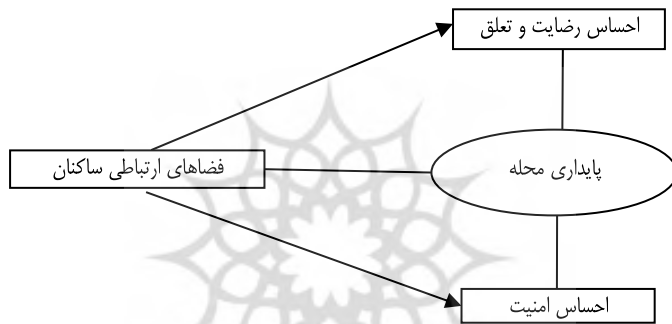 احساس رضایت و تعلق
فضاهای ارتباطی ساکنان
پایداری محله
احساس امنیت